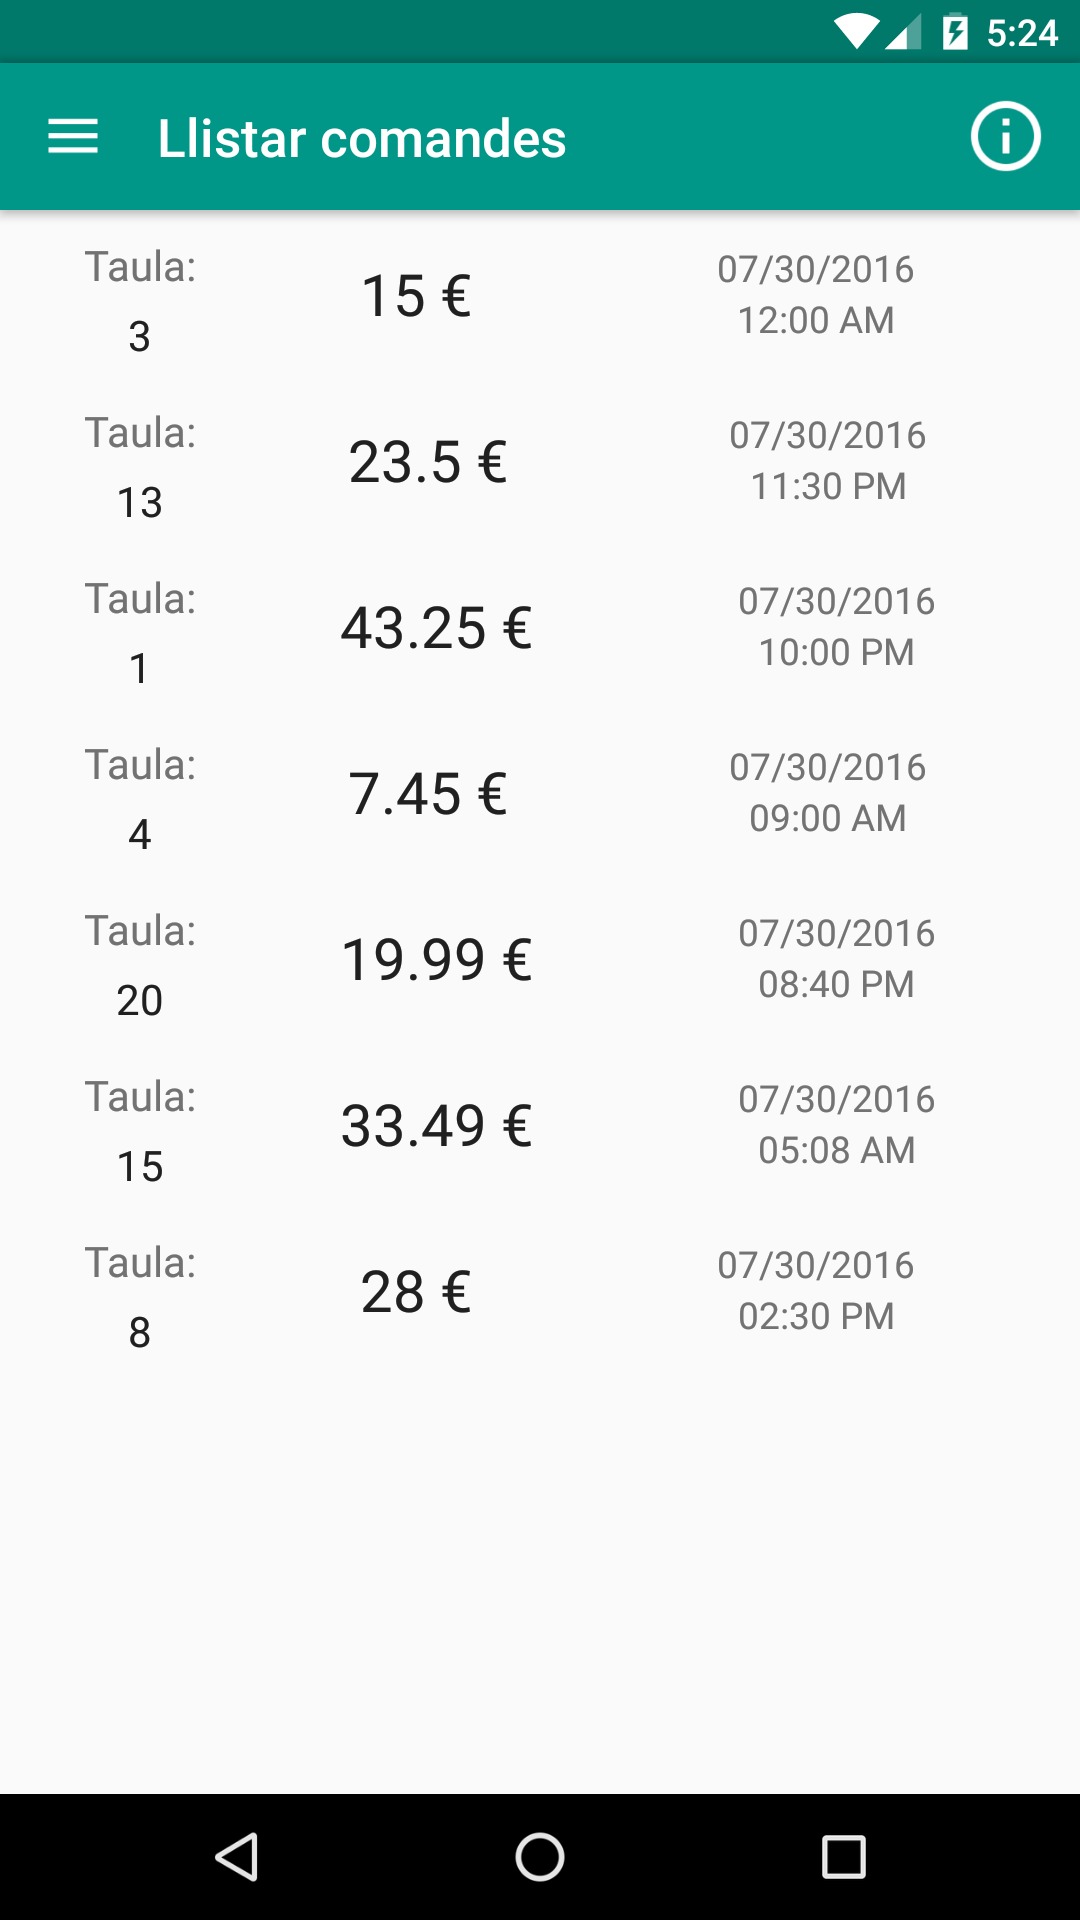 5:24
Llistar comandes
Taula:
3
15 €
07/30/2016
12:00 AM
Taula:
13
23.5 €
07/30/2016
11:30 PM
Taula:
1
43.25 €
07/30/2016
10:00 PM
Taula:
4
7.45 €
07/30/2016
09:00 AM
Taula:
20
19.99 €
07/30/2016
08:40 PM
Taula:
15
33.49 €
07/30/2016
05:08 AM
Taula:
8
28 €
07/30/2016
02:30 PM